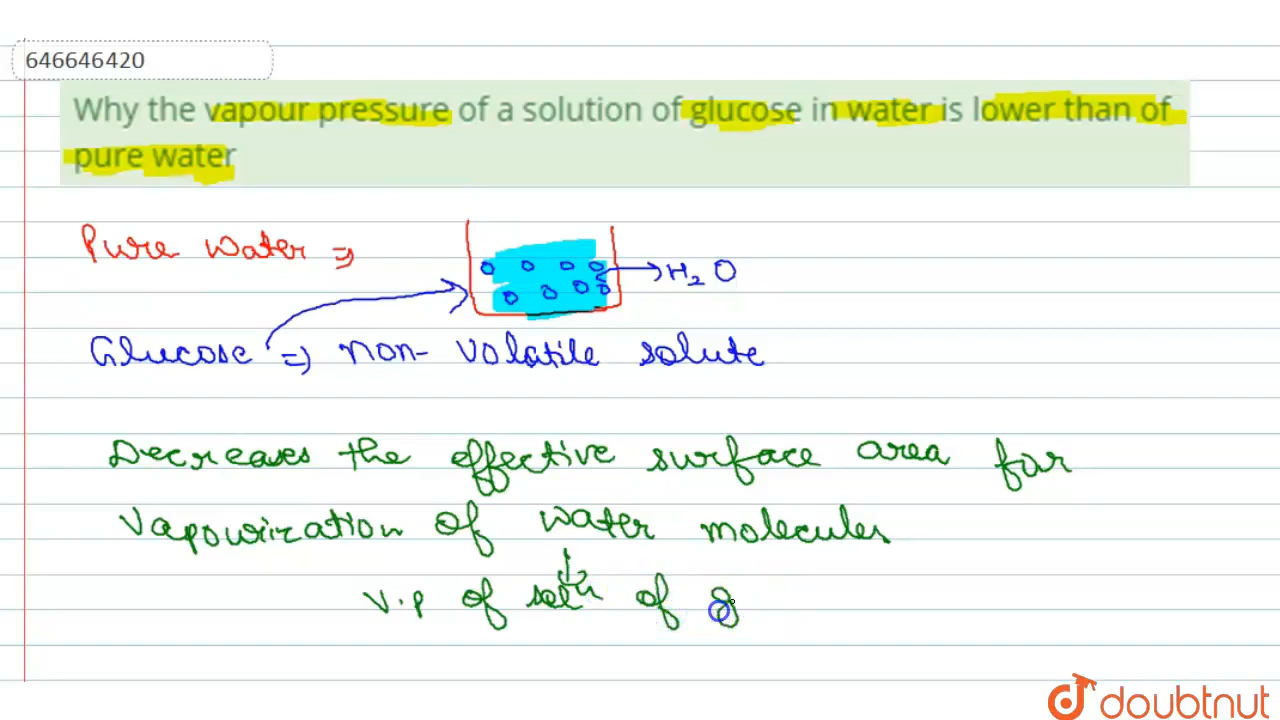 646646420
Why the vapour pressure of a solution of glucose in water is lower than of
pure water
Pure Water ⇒
→ H₂O
Glucose ⇒ non-volatile solute
Decreases the effective surface area for
vapourization of water molecules
↓
V.p of solⁿ of g
doubtnut